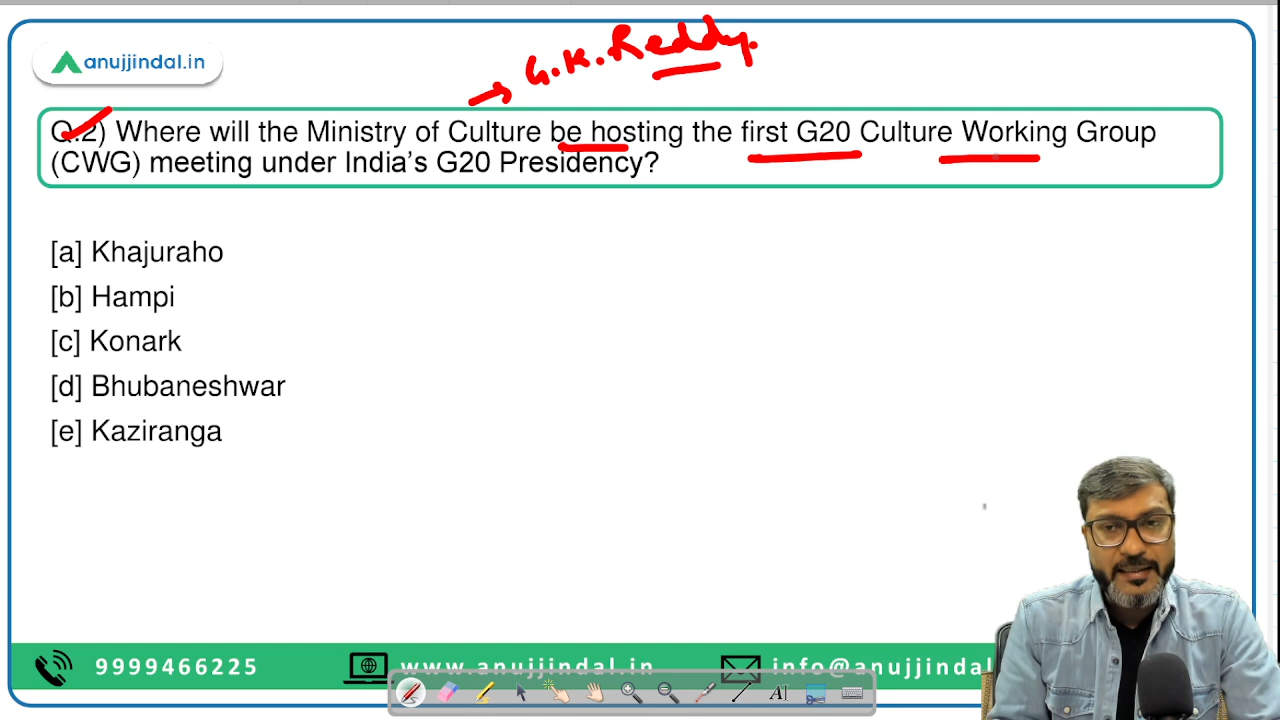 anujjindal.in
G.K.Reddy.
Q.2) Where will the Ministry of Culture be hosting the first G20 Culture Working Group
(CWG) meeting under India's G20 Presidency?
[a] Khajuraho
[b] Hampi
[c] Konark
[d] Bhubaneshwar
[e] Kaziranga
9999466225 www.anujjindal.in info@anujjindal
AI